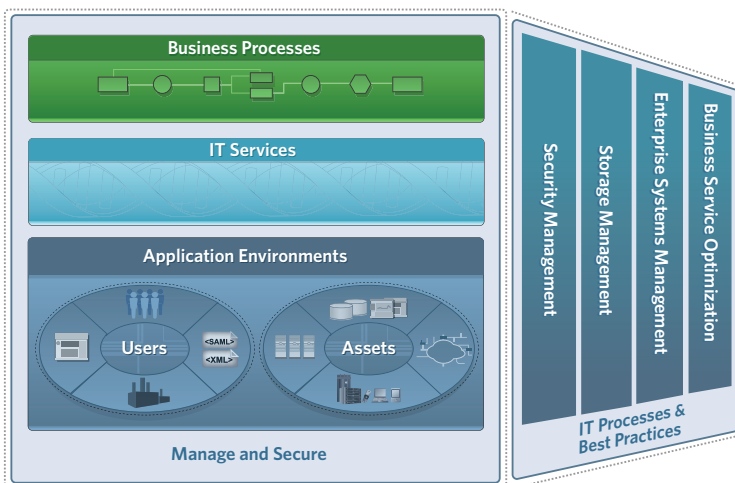 Business Processes
IT Services
Application Environments
Users
<SAML>
<XML>
Assets
Manage and Secure
Security Management
Storage Management
Enterprise Systems Management
Business Service Optimization
IT Processes &
Best Practices